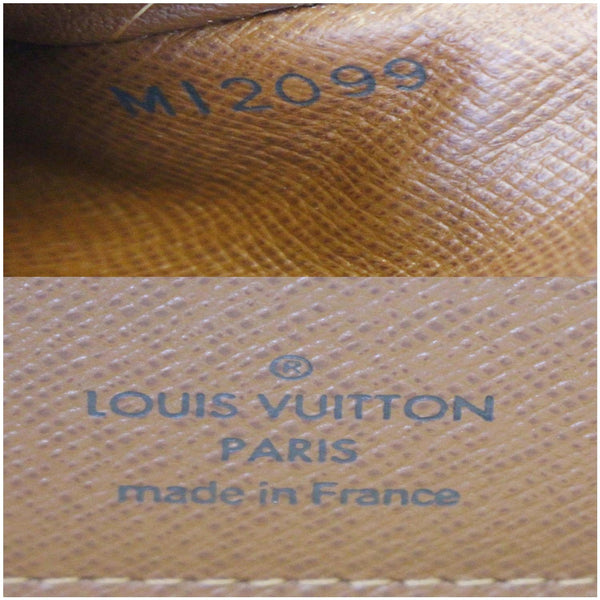 MI2099
®
LOUIS VUITTON
PARIS
made in France